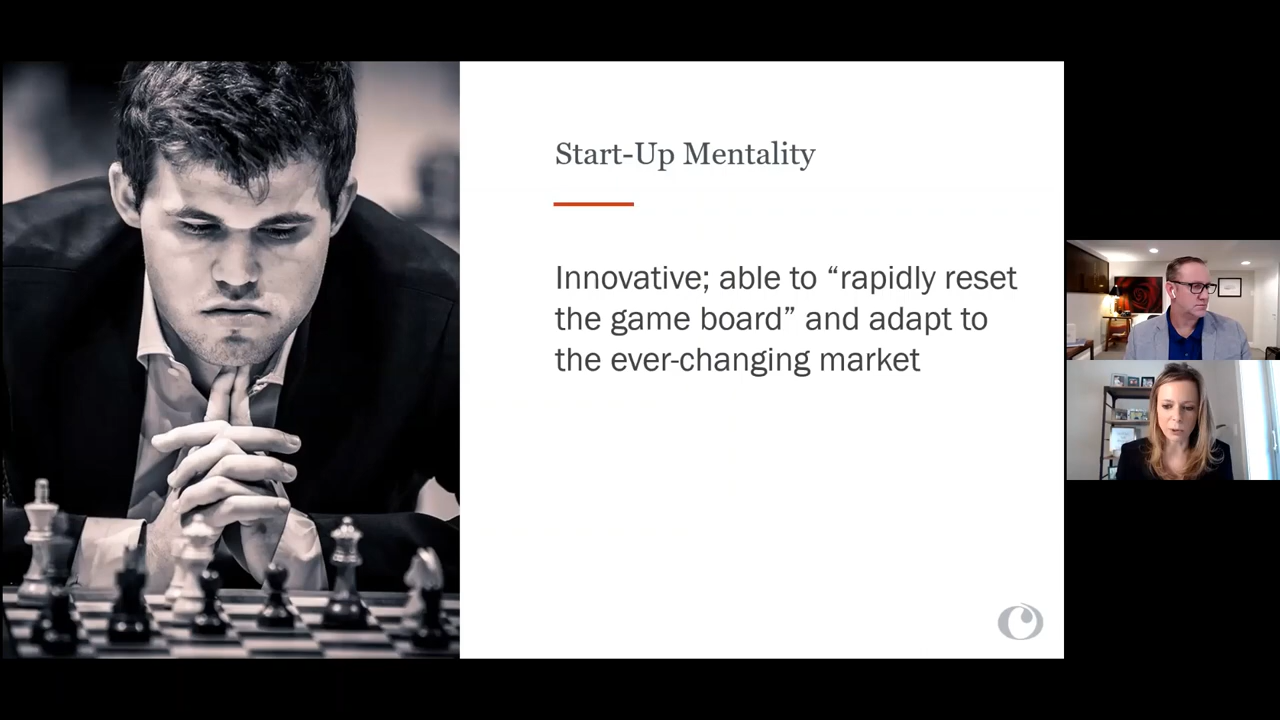 Start-Up Mentality
Innovative; able to “rapidly reset
the game board” and adapt to
the ever-changing market